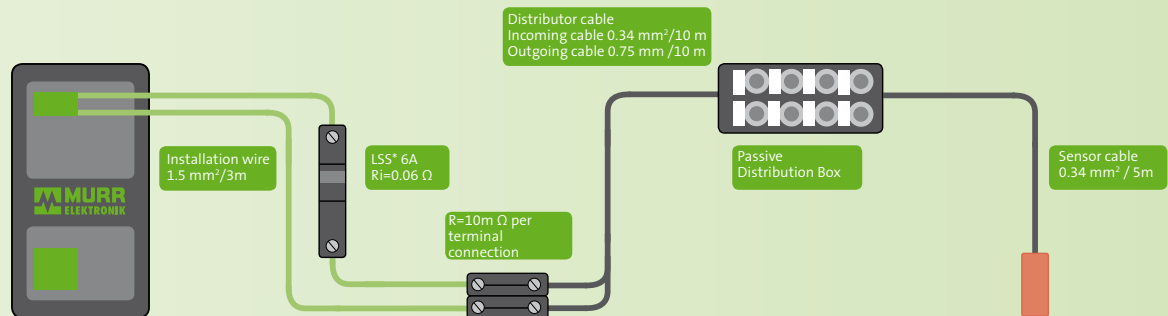 Distributor cable
Incoming cable 0.34 mm²/10 m
Outgoing cable 0.75 mm /10 m
Installation wire
1.5 mm²/3m
LSS* 6A
Ri=0.06 Ω
Passive
Distribution Box
Sensor cable
0.34 mm² / 5m
MURR
ELEKTRONIK
R=10m Ω per
terminal
connection